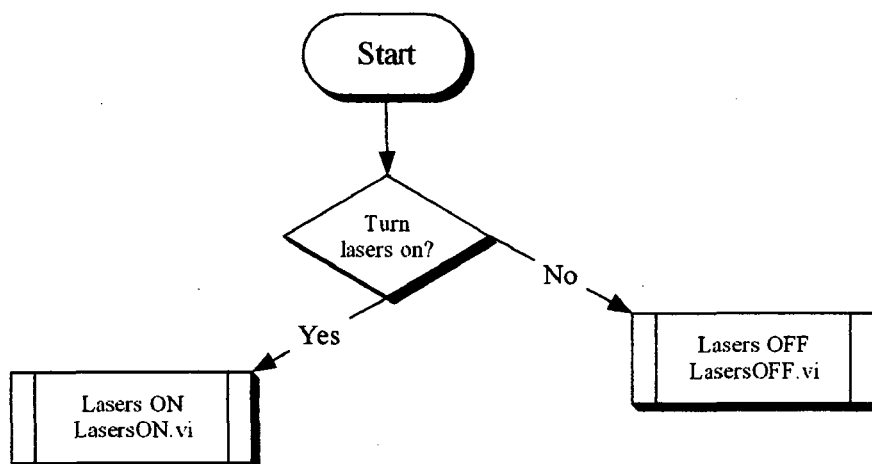 Start
Turn
lasers on?
No
Yes
Lasers OFF
LasersOFF.vi
Lasers ON
LasersON.vi